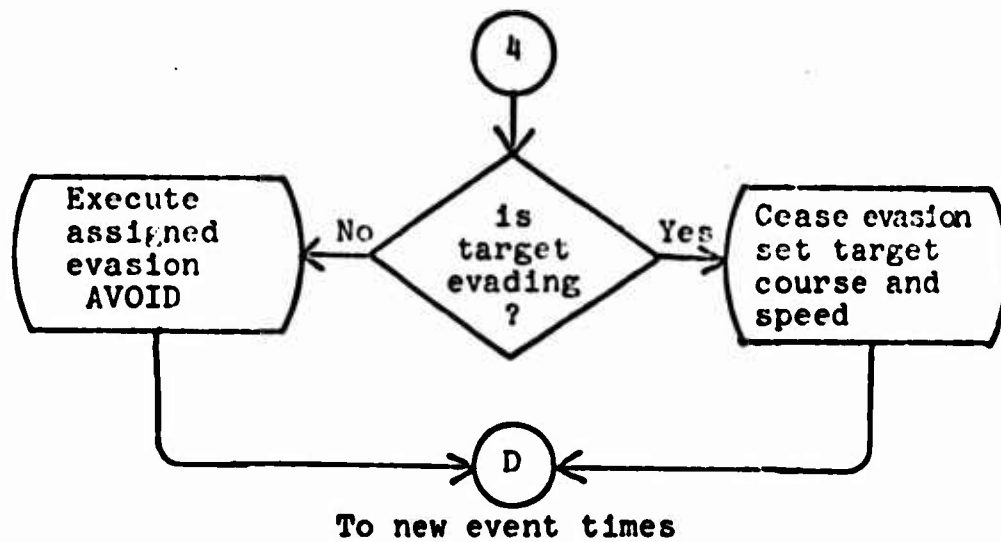 4
Execute
assigned
evasion
AVOID
No
is
target
evading
?
Yes
Cease evasion
set target
course and
speed
D
To new event times